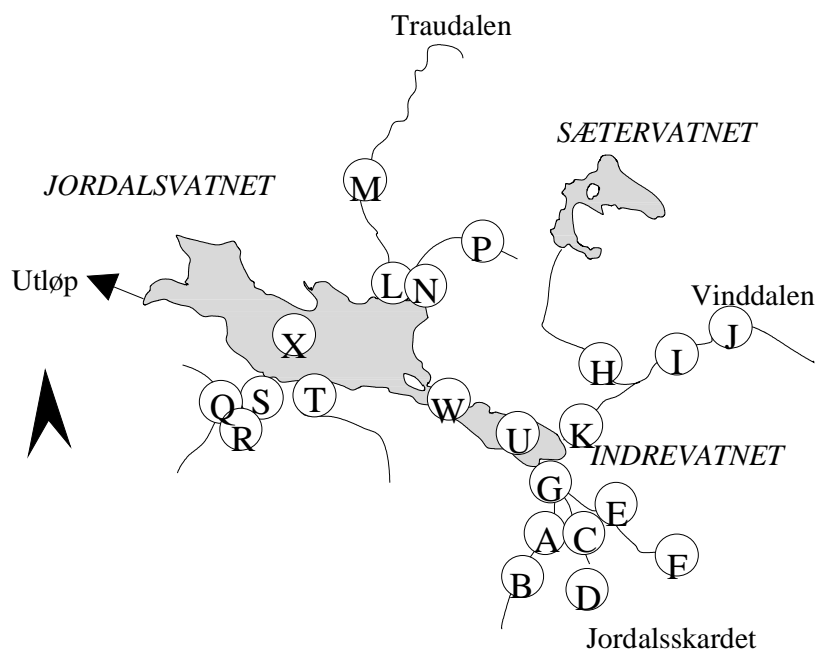 Traudalen
SÆTERVATNET
JORDALSVATNET
M
P
Utløp
L
N
Vinddalen
X
J
I
H
Q
S
T
W
R
U
K
INDREVATNET
G
E
A
C
F
B
D
Jordalsskardet